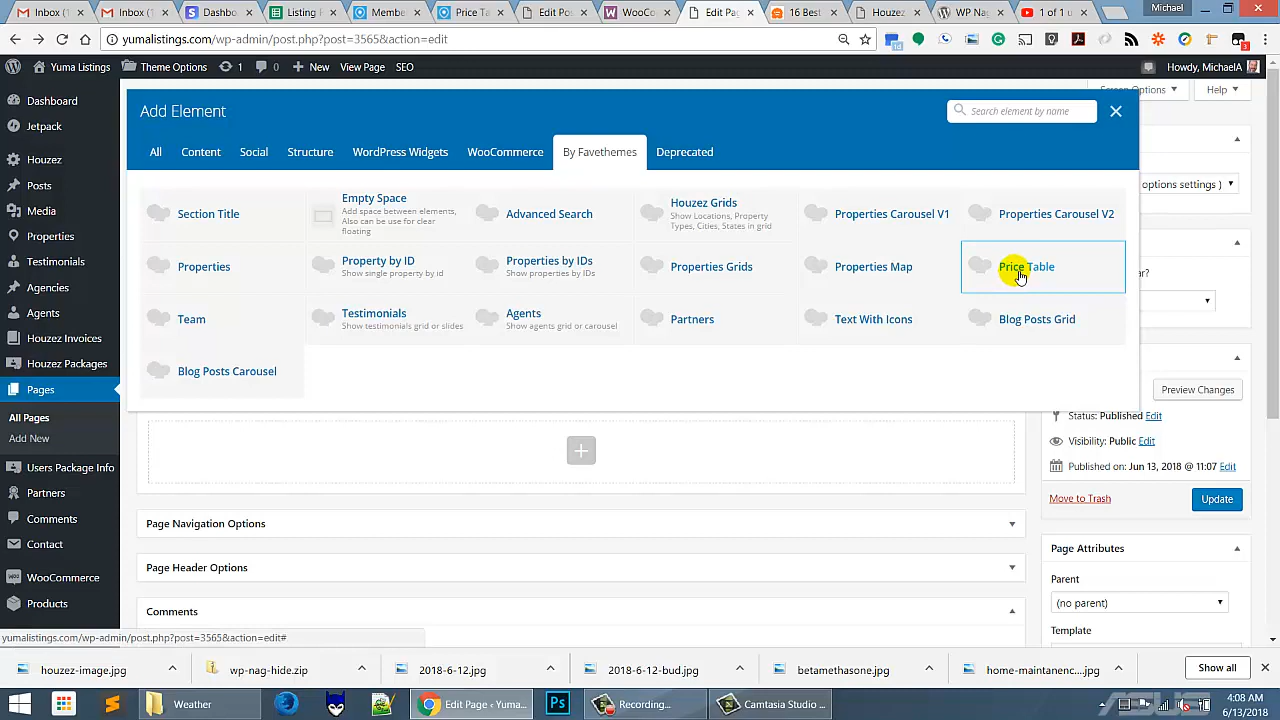 Inbox (
Inbox (
Dashbo
Listing F
Membe
Price Ta
Edit Pos
WooCo
Edit Pag
16 Best
Houzez
WP Nag
1 of 1 u
Michael
yumalistings.com/wp-admin/post.php?post=3565&action=edit
Yuma Listings
Theme Options
1
0
New
View Page
SEO
Howdy, MichaelA
Screen Options
Help
Dashboard
Jetpack
Houzez
Posts
Media
Properties
Testimonials
Agencies
Agents
Houzez Invoices
Houzez Packages
Pages
All Pages
Add New
Users Package Info
Partners
Comments
Contact
WooCommerce
Products
Add Element
Search element by name
All
Content
Social
Structure
WordPress Widgets
WooCommerce
By Favethemes
Deprecated
Section Title
Empty Space
Add space between elements,
Also can be use for clear
floating
Advanced Search
Houzez Grids
Show Locations, Property
Types, Cities, States in grid
Properties Carousel V1
Properties Carousel V2
Properties
Property by ID
Show single property by id
Properties by IDs
Show properties by IDs
Properties Grids
Properties Map
Price Table
Team
Testimonials
Show testimonials grid or slides
Agents
Show agents grid or carousel
Partners
Text With Icons
Blog Posts Grid
Blog Posts Carousel
options settings )
ar?
Preview Changes
Status: Published Edit
Visibility: Public Edit
Published on: Jun 13, 2018 @ 11:07 Edit
Move to Trash
Update
Page Navigation Options
Page Header Options
Comments
Page Attributes
Parent
(no parent)
Template
yumalistings.com/wp-admin/post.php?post=3565&action=edit#
houzez-image.jpg
wp-nag-hide.zip
2018-6-12.jpg
2018-6-12-bud.jpg
betamethasone.jpg
home-maintanenc....jpg
Show all
Weather
Edit Page ‹ Yuma...
Recording...
Camtasia Studio ...
ASUS
4:08 AM
6/13/2018